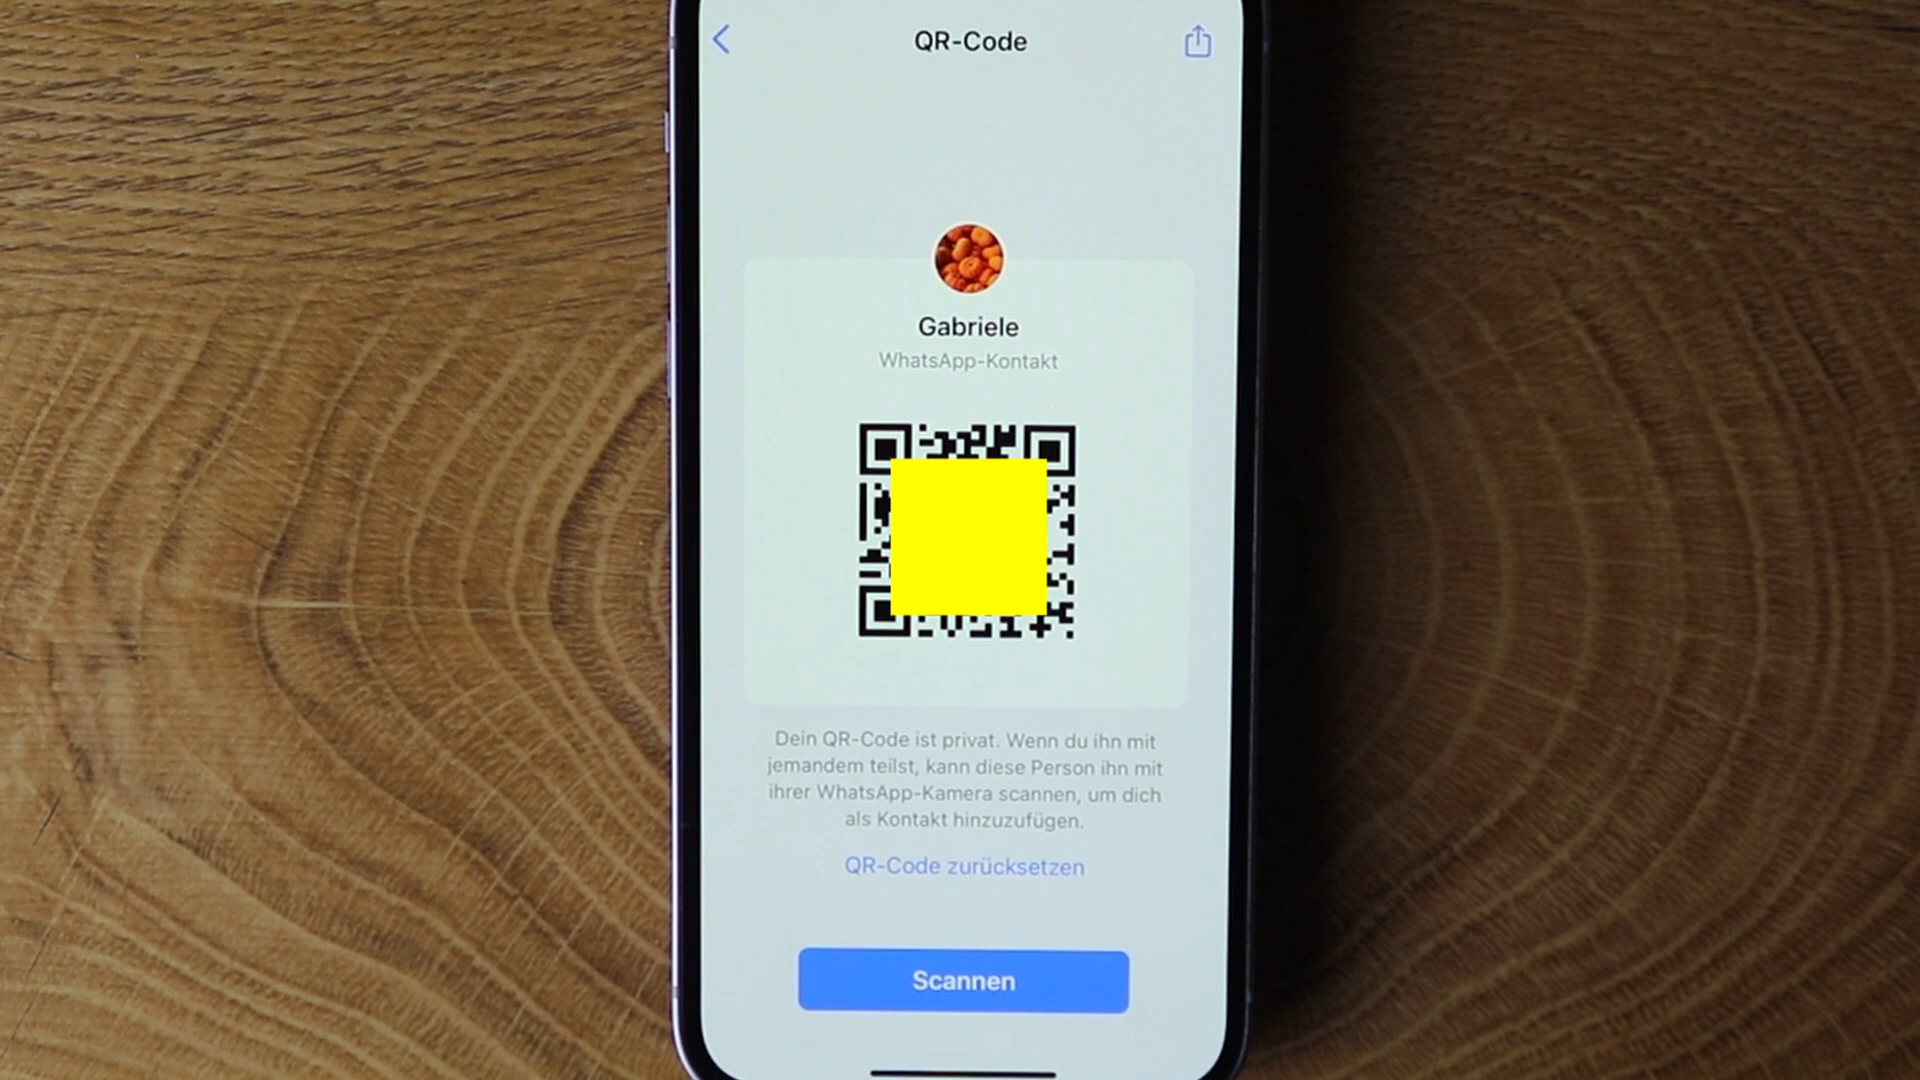 QR-Code
Gabriele
WhatsApp-Kontakt
Dein QR-Code ist privat. Wenn du ihn mit
jemandem teilst, kann diese Person ihn mit
ihrer WhatsApp-Kamera scannen, um dich
als Kontakt hinzuzufügen.
QR-Code zurücksetzen
Scannen